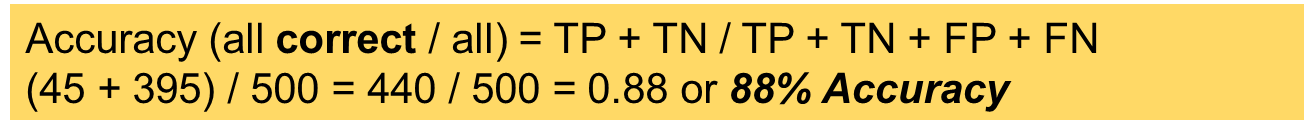 Accuracy (all correct / all) = TP + TN / TP + TN + FP + FN
(45 + 395) / 500 = 440 / 500 = 0.88 or 88% Accuracy